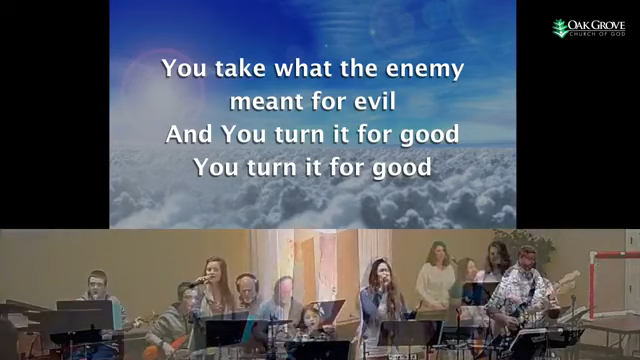 You take what the enemy
meant for evil
And You turn it for good
You turn it for good
OAK GROVE
CHURCH OF GOD